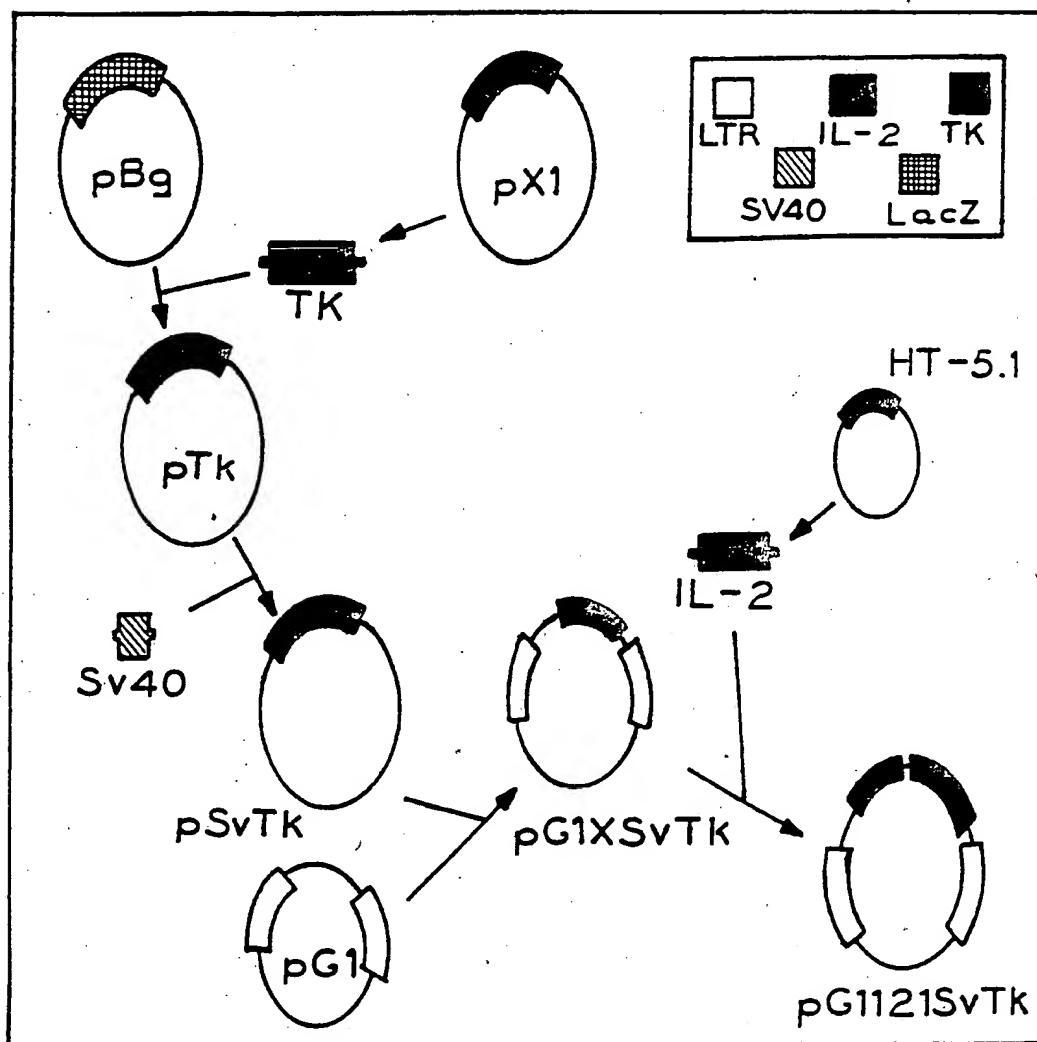 pBg
pX1
LTR
IL-2
TK
SV40
LacZ
TK
HT-5.1
pTk
IL-2
Sv40
pSvTk
pG1XSvTk
pG1
pG1121SvTk